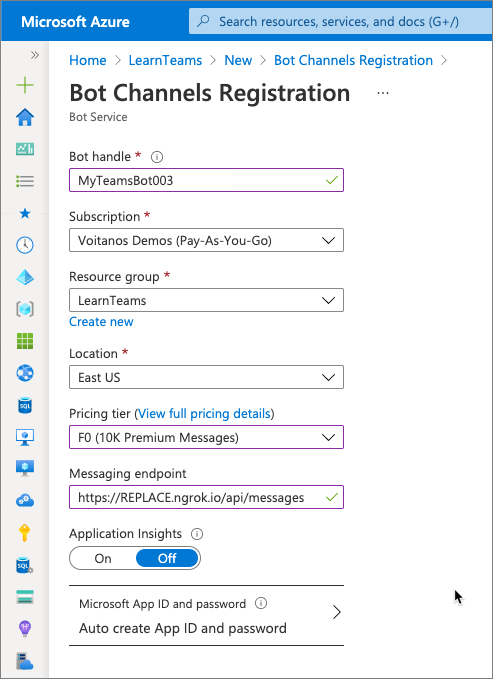 Microsoft Azure
Search resources, services, and docs (G+/)
Home > LearnTeams > New > Bot Channels Registration >
Bot Channels Registration ...
Bot Service
Bot handle *
MyTeamsBot003
Subscription *
Voitanos Demos (Pay-As-You-Go)
Resource group *
LearnTeams
Create new
Location *
East US
Pricing tier (View full pricing details)
F0 (10K Premium Messages)
Messaging endpoint
https://REPLACE.ngrok.io/api/messages
Application Insights
On Off
Microsoft App ID and password
Auto create App ID and password